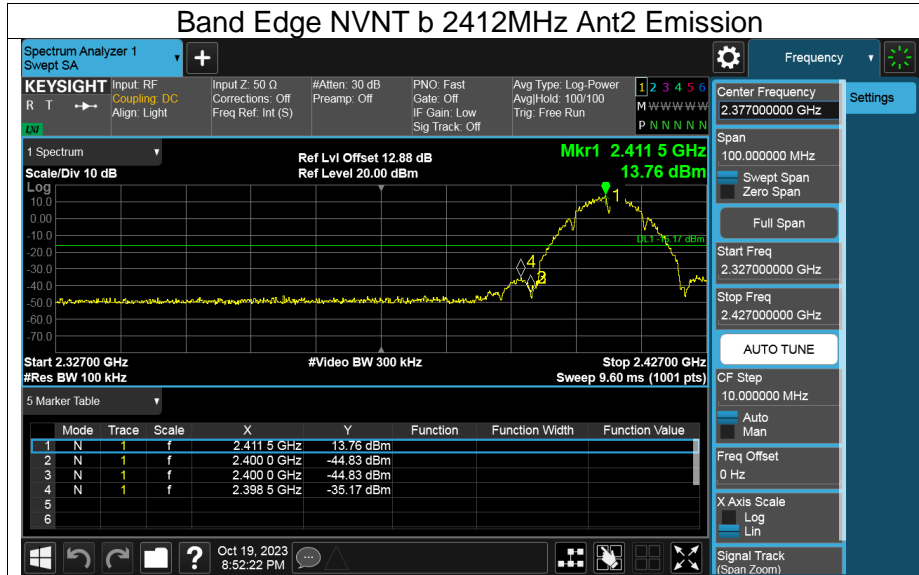 Band Edge NVNT b 2412MHz Ant2 Emission
Spectrum Analyzer 1
Swept SA
+
Frequency
KEYSIGHT
R T
LXI
Input: RF
Coupling: DC
Align: Light
Input Z: 50 Ω
Corrections: Off
Freq Ref: Int (S)
#Atten: 30 dB
Preamp: Off
PNO: Fast
Gate: Off
IF Gain: Low
Sig Track: Off
Avg Type: Log-Power
Avg|Hold: 100/100
Trig: Free Run
1 2 3 4 5 6
M W W W W W
P N N N N N
Center Frequency
2.377000000 GHz
Settings
Span
100.000000 MHz
Swept Span
Zero Span
Full Span
Start Freq
2.327000000 GHz
Stop Freq
2.427000000 GHz
AUTO TUNE
CF Step
10.000000 MHz
Auto
Man
Freq Offset
0 Hz
X Axis Scale
Log
Lin
Signal Track
(Span Zoom)
1 Spectrum
Scale/Div 10 dB
Ref Lvl Offset 12.88 dB
Ref Level 20.00 dBm
Mkr1 2.411 5 GHz
13.76 dBm
Log
10.0
0.00
-10.0
-20.0
-30.0
-40.0
-50.0
-60.0
-70.0
1
4
DL1 -16.17 dBm
Start 2.32700 GHz
#Res BW 100 kHz
#Video BW 300 kHz
Stop 2.42700 GHz
Sweep 9.60 ms (1001 pts)
5 Marker Table
Mode Trace Scale X Y Function Function Width Function Value
1 N 1 f 2.411 5 GHz 13.76 dBm
2 N 1 f 2.400 0 GHz -44.83 dBm
3 N 1 f 2.400 0 GHz -44.83 dBm
4 N 1 f 2.398 5 GHz -35.17 dBm
5
6
?
Oct 19, 2023
8:52:22 PM